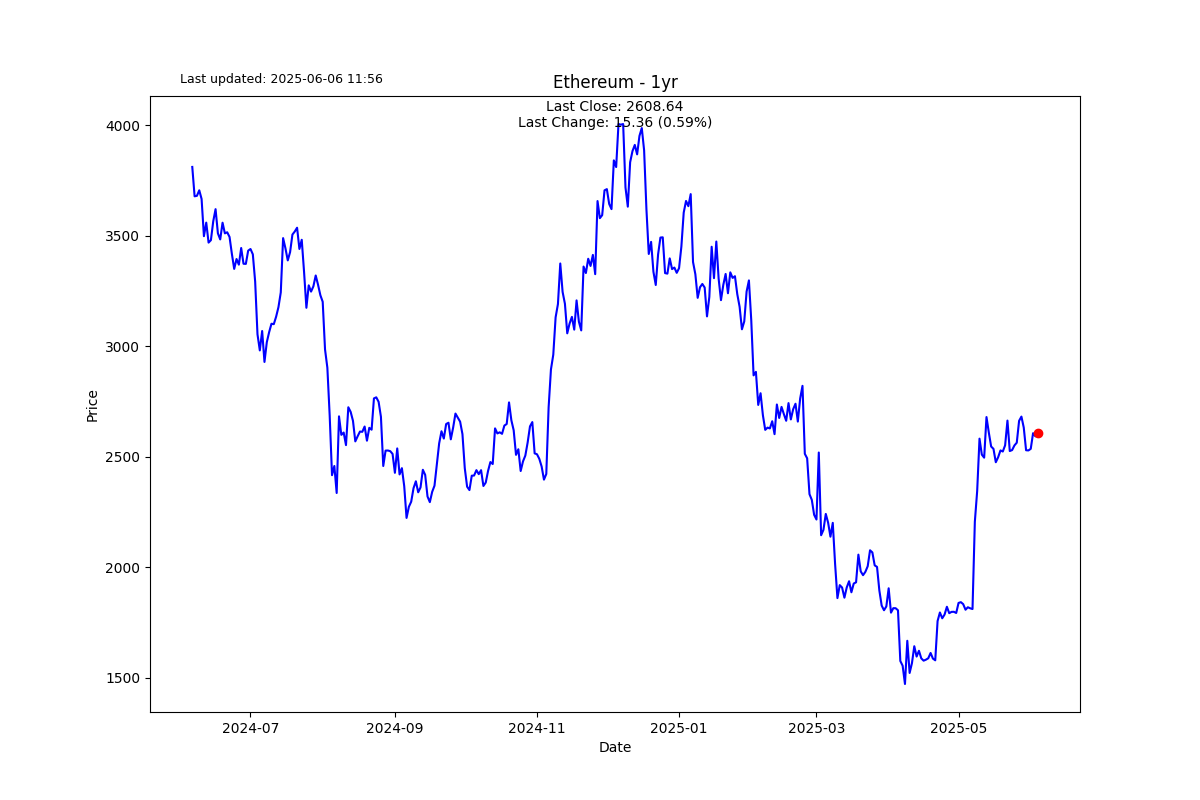 Last updated: 2025-06-06 11:56
Ethereum - 1yr
Last Close: 2608.64
Last Change: 15.36 (0.59%)
4000
3500
3000
2500
2000
1500
Price
2024-07
2024-09
2024-11
2025-01
2025-03
2025-05
Date